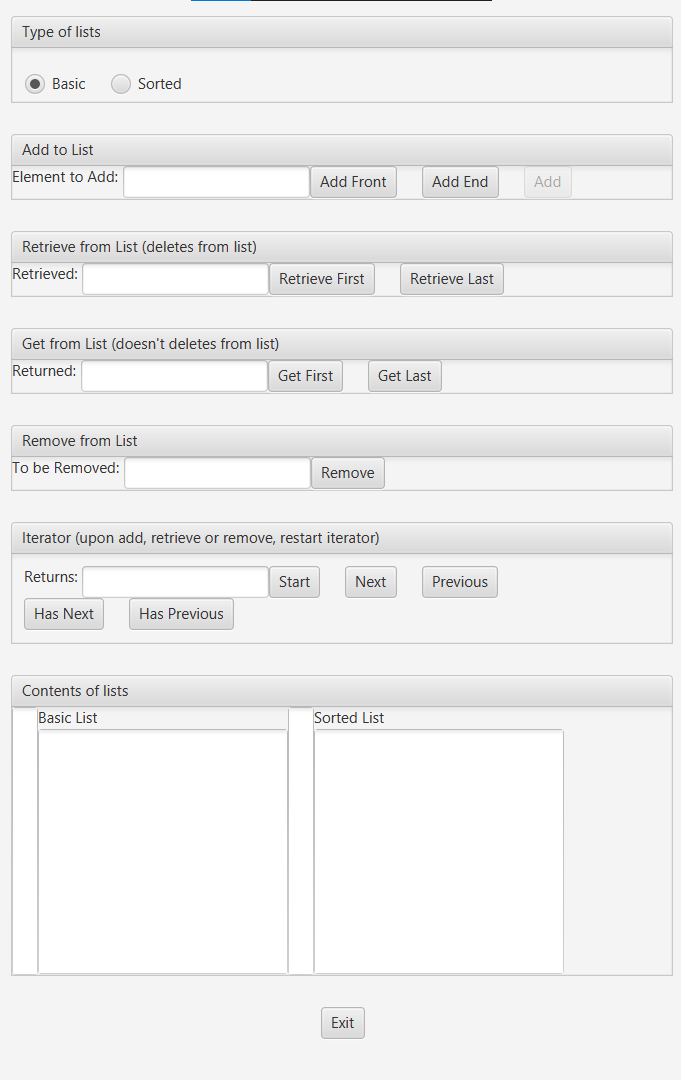 Type of lists
Basic Sorted
Add to List
Element to Add: Add Front Add End Add
Retrieve from List (deletes from list)
Retrieved: Retrieve First Retrieve Last
Get from List (doesn't deletes from list)
Returned: Get First Get Last
Remove from List
To be Removed: Remove
Iterator (upon add, retrieve or remove, restart iterator)
Returns: Start Next Previous
Has Next Has Previous
Contents of lists
Basic List Sorted List
Exit